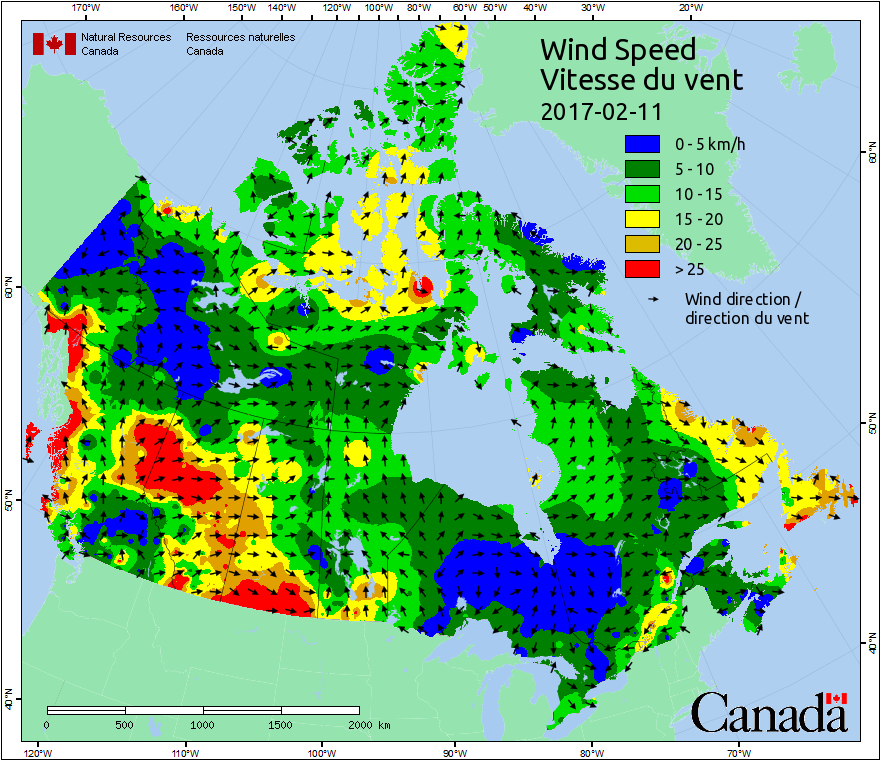 170°W 160°W 150°W 140°W 130°W 120°W 110°W 100°W 90°W 80°W 70°W 60°W 50°W 40°W 30°W 20°W
Natural Resources Ressources naturelles
Canada Canada
Wind Speed
Vitesse du vent
2017-02-11
0 - 5 km/h
5 - 10
10 - 15
15 - 20
20 - 25
> 25
Wind direction /
direction du vent
60°N
60°N
50°N
50°N
40°N
40°N
Canada
0 500 1000 1500 2000 km
120°W 110°W 100°W 90°W 80°W 70°W